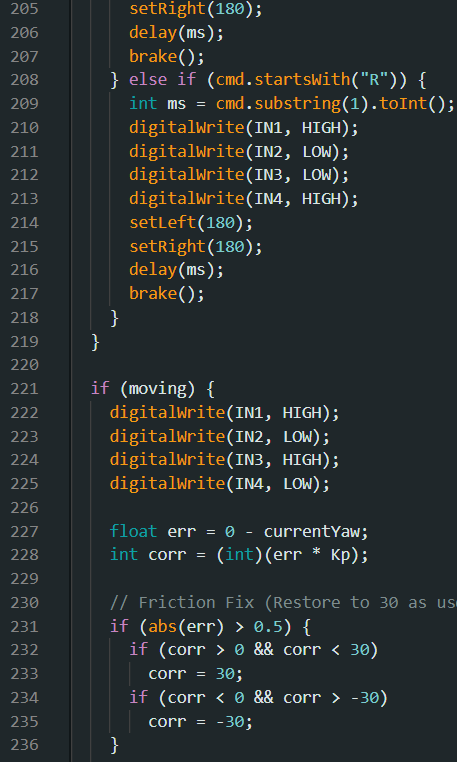 205 setRight(180);
206 delay(ms);
207 brake();
208 } else if (cmd.startsWith("R")) {
209 int ms = cmd.substring(1).toInt();
210 digitalWrite(IN1, HIGH);
211 digitalWrite(IN2, LOW);
212 digitalWrite(IN3, LOW);
213 digitalWrite(IN4, HIGH);
214 setLeft(180);
215 setRight(180);
216 delay(ms);
217 brake();
218 }
219 }
220
221 if (moving) {
222 digitalWrite(IN1, HIGH);
223 digitalWrite(IN2, LOW);
224 digitalWrite(IN3, HIGH);
225 digitalWrite(IN4, LOW);
226
227 float err = 0 - currentYaw;
228 int corr = (int)(err * Kp);
229
230 // Friction Fix (Restore to 30 as
231 if (abs(err) > 0.5) {
232 if (corr > 0 && corr < 30)
233 corr = 30;
234 if (corr < 0 && corr > -30)
235 corr = -30;
236 }